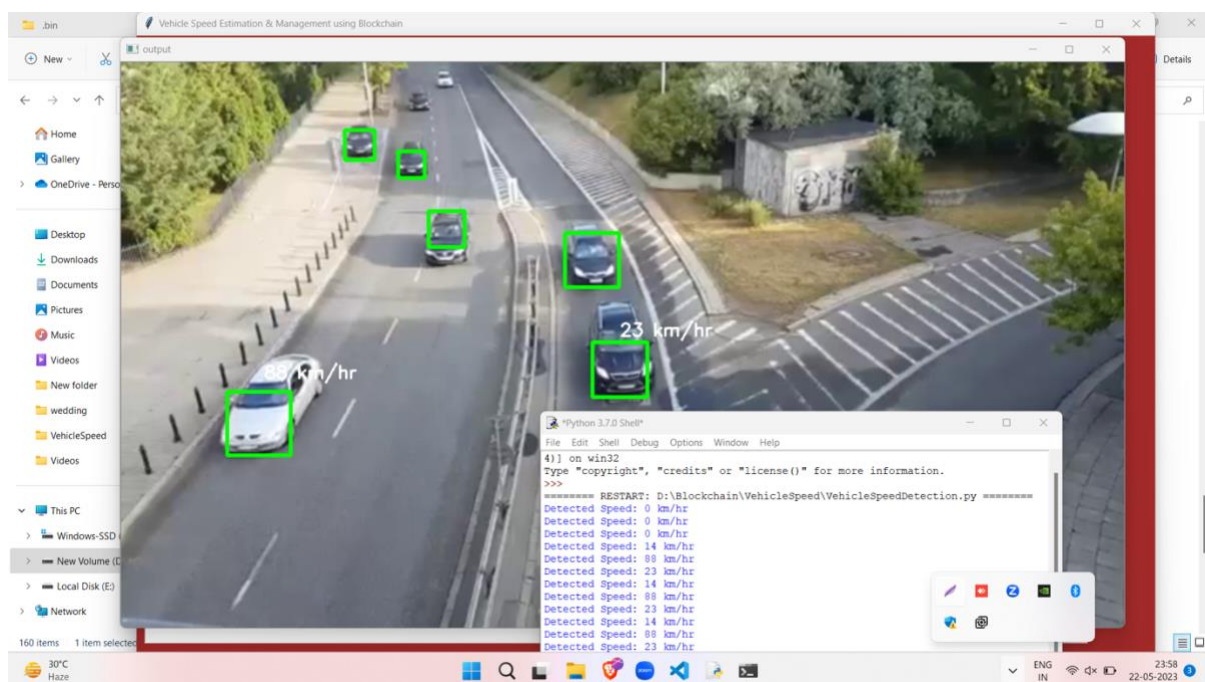 .bin
Vehicle Speed Estimation & Management using Blockchain
New
output
Details
Home
Gallery
OneDrive - Perso
Desktop
Downloads
Documents
Pictures
Music
Videos
New folder
wedding
VehicleSpeed
Videos
This PC
Windows-SSD
New Volume (D
Local Disk (E:)
Network
160 items 1 item selected
23 km/hr
88 km/hr
*Python 3.7.0 Shell*
File Edit Shell Debug Options Window Help
4)] on win32
Type "copyright", "credits" or "license()" for more information.
>>>
======== RESTART: D:\Blockchain\VehicleSpeed\VehicleSpeedDetection.py ========
Detected Speed: 0 km/hr
Detected Speed: 0 km/hr
Detected Speed: 0 km/hr
Detected Speed: 14 km/hr
Detected Speed: 88 km/hr
Detected Speed: 23 km/hr
Detected Speed: 14 km/hr
Detected Speed: 88 km/hr
Detected Speed: 23 km/hr
Detected Speed: 14 km/hr
Detected Speed: 88 km/hr
Detected Speed: 23 km/hr
30°C
Haze
zoom
ENG
IN
23:58
22-05-2023
3